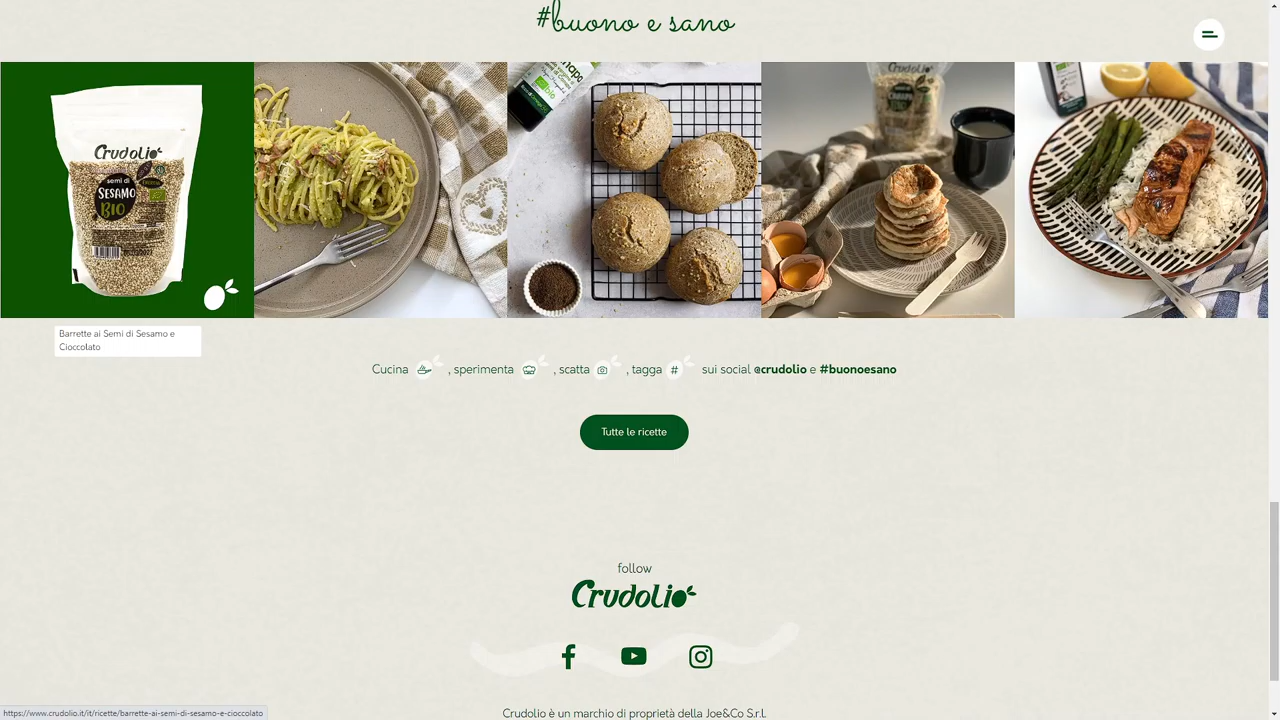 #buono e sano
Crudolio
semi di
SESAMO
BIO
bio
Crudolio
Barrette ai Semi di Sesamo e
Cioccolato
Cucina , sperimenta , scatta , tagga # sui social @crudolio e #buonoesano
Tutte le ricette
follow
Crudolio
Crudolio è un marchio di proprietà della Joe&Co S.r.l.
https://www.crudolio.it/it/ricette/barrette-ai-semi-di-sesamo-e-cioccolato